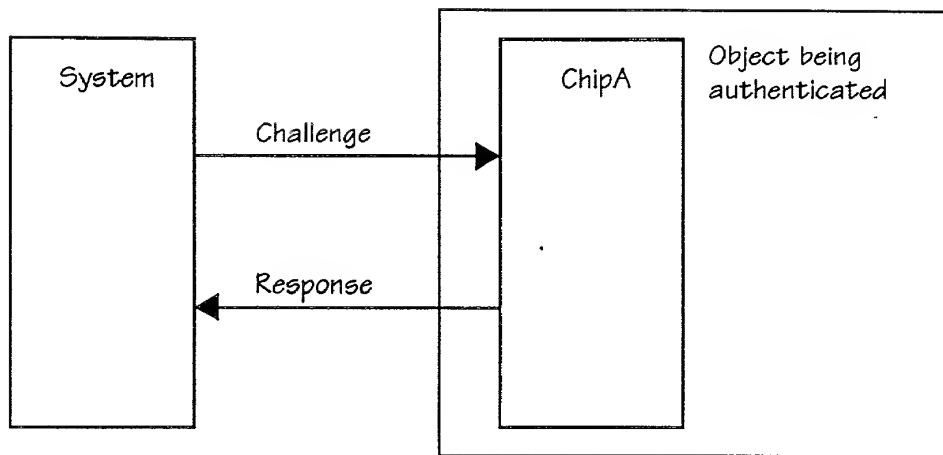 System
ChipA
Object being
authenticated
Challenge
Response